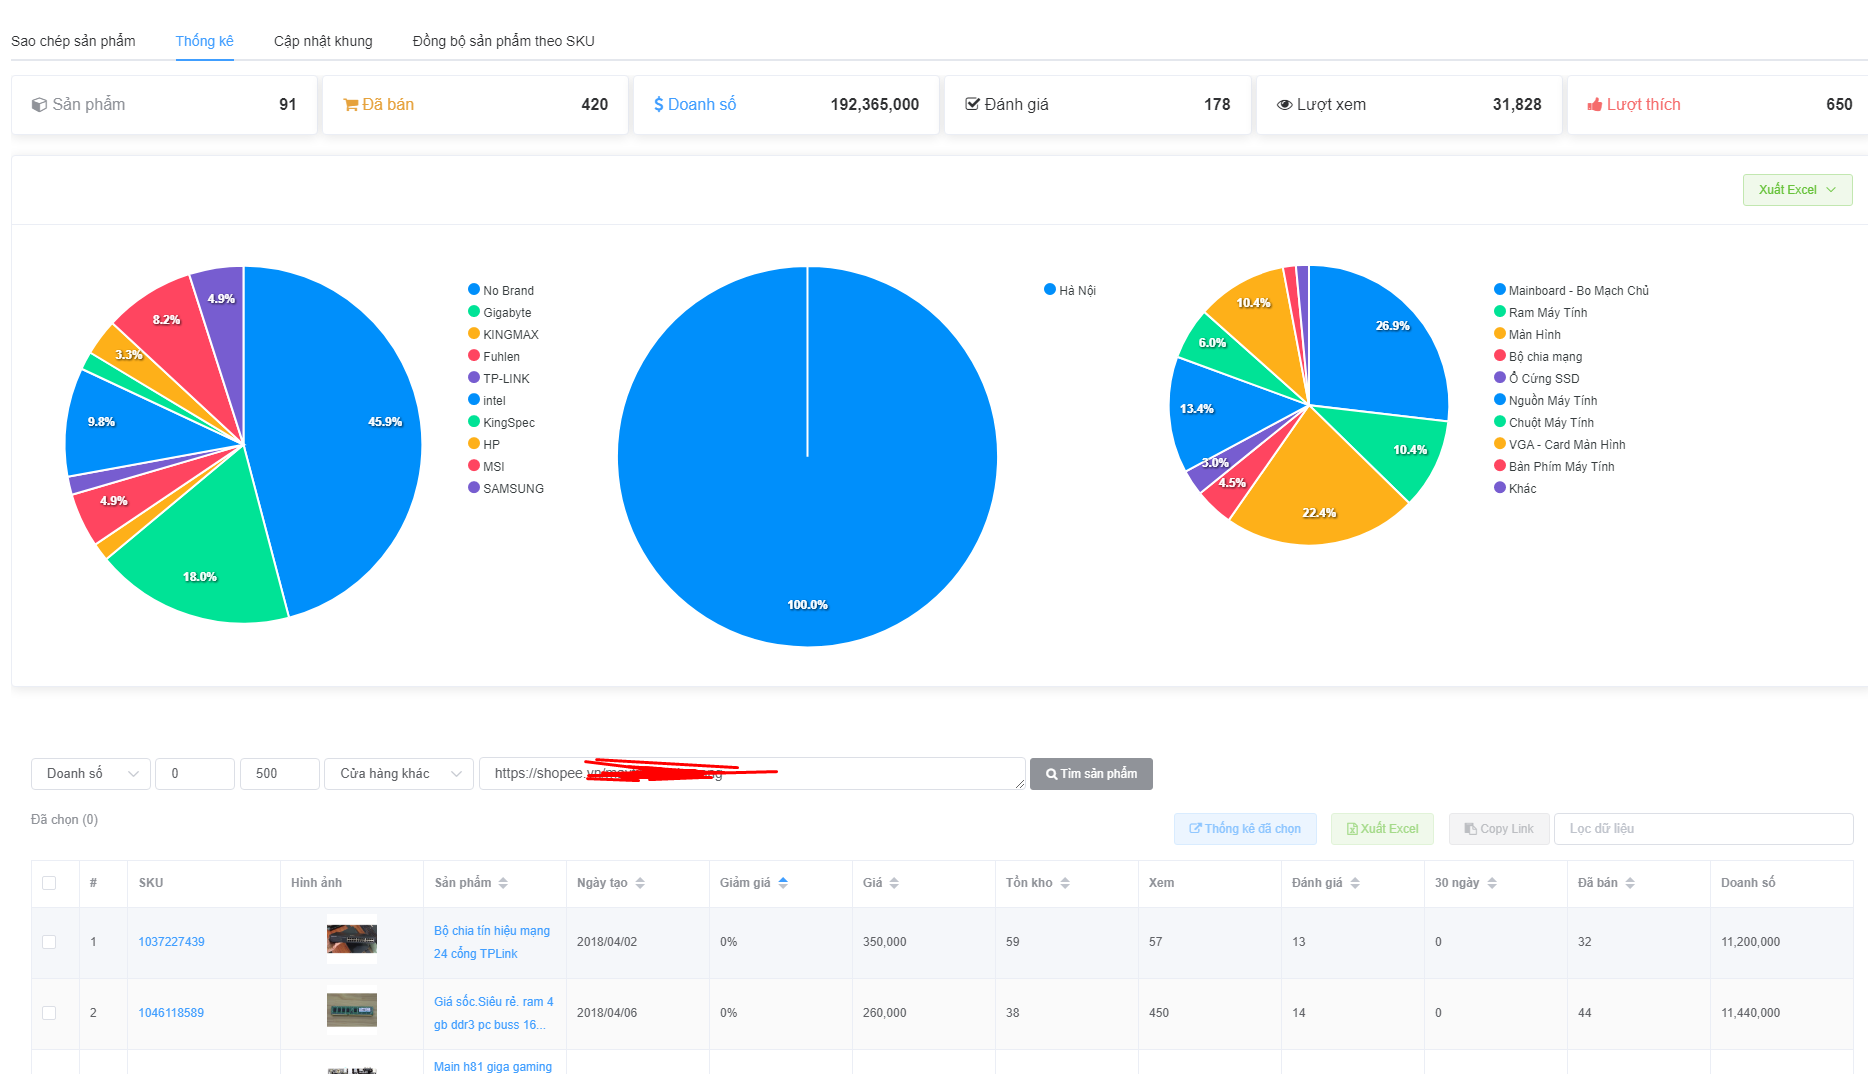 Sao chép sản phẩm Thống kê Cập nhật khung Đồng bộ sản phẩm theo SKU
Sản phẩm 91 Đã bán 420 Doanh số 192,365,000 Đánh giá 178 Lượt xem 31,828 Lượt thích 650
Xuất Excel
45.9%
18.0%
4.9%
9.8%
3.3%
8.2%
4.9%
No Brand
Gigabyte
KINGMAX
Fuhlen
TP-LINK
intel
KingSpec
HP
MSI
SAMSUNG
100.0%
Hà Nội
26.9%
10.4%
22.4%
4.5%
3.0%
13.4%
6.0%
10.4%
Mainboard - Bo Mạch Chủ
Ram Máy Tính
Màn Hình
Bộ chia mạng
Ổ Cứng SSD
Nguồn Máy Tính
Chuột Máy Tính
VGA - Card Màn Hình
Bàn Phím Máy Tính
Khác
Doanh số 0 500 Cửa hàng khác https://shopee. Tìm sản phẩm
Đã chọn (0)
Thống kê đã chọn Xuất Excel Copy Link Lọc dữ liệu
# SKU Hình ảnh Sản phẩm Ngày tạo Giảm giá Giá Tồn kho Xem Đánh giá 30 ngày Đã bán Doanh số
1 1037227439 Bộ chia tín hiệu mạng 24 cổng TPLink 2018/04/02 0% 350,000 59 57 13 0 32 11,200,000
2 1046118589 Giá sốc.Siêu rẻ. ram 4 gb ddr3 pc buss 16... 2018/04/06 0% 260,000 38 450 14 0 44 11,440,000
Main h81 giga gaming